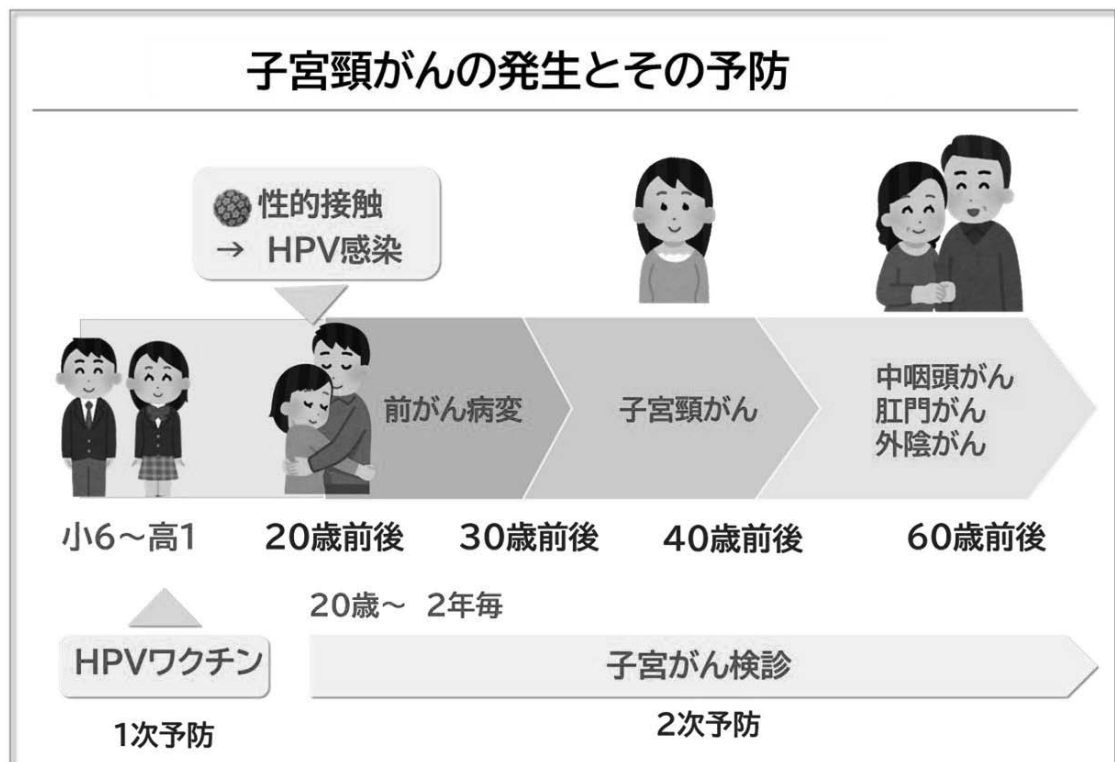 子宮頸がんの発生とその予防
性的接触
→ HPV感染
前がん病変
子宮頸がん
中咽頭がん
肛門がん
外陰がん
小6～高1
20歳前後
30歳前後
40歳前後
60歳前後
20歳～ 2年毎
HPVワクチン
子宮がん検診
1次予防
2次予防